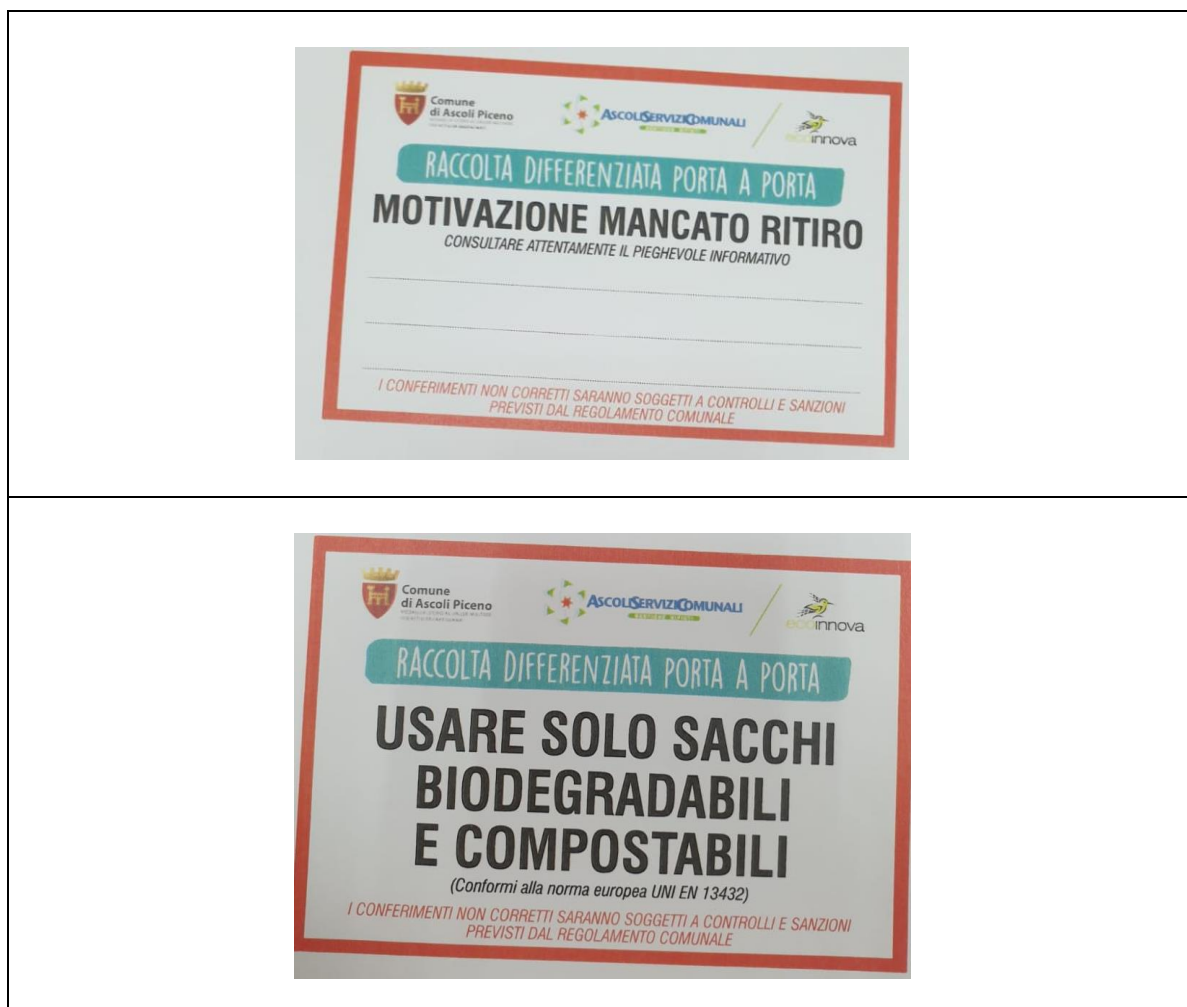 Comune
di Ascoli Piceno
ASCOLISERVIZICOMUNALI
ecoinnova
RACCOLTA DIFFERENZIATA PORTA A PORTA
MOTIVAZIONE MANCATO RITIRO
CONSULTARE ATTENTAMENTE IL PIEGHEVOLE INFORMATIVO
I CONFERIMENTI NON CORRETTI SARANNO SOGGETTI A CONTROLLI E SANZIONI
PREVISTI DAL REGOLAMENTO COMUNALE
Comune
di Ascoli Piceno
ASCOLISERVIZICOMUNALI
ecoinnova
RACCOLTA DIFFERENZIATA PORTA A PORTA
USARE SOLO SACCHI
BIODEGRADABILI
E COMPOSTABILI
(Conformi alla norma europea UNI EN 13432)
I CONFERIMENTI NON CORRETTI SARANNO SOGGETTI A CONTROLLI E SANZIONI
PREVISTI DAL REGOLAMENTO COMUNALE